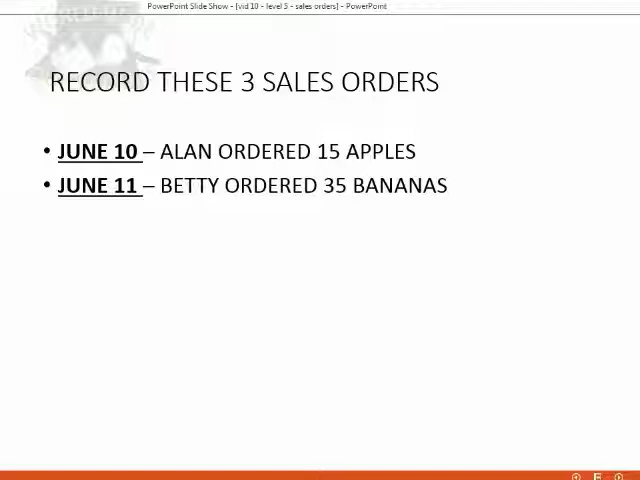 PowerPoint Slide Show - [vid 10 - level 5 - sales orders] - PowerPoint
RECORD THESE 3 SALES ORDERS
• JUNE 10 – ALAN ORDERED 15 APPLES
• JUNE 11 – BETTY ORDERED 35 BANANAS